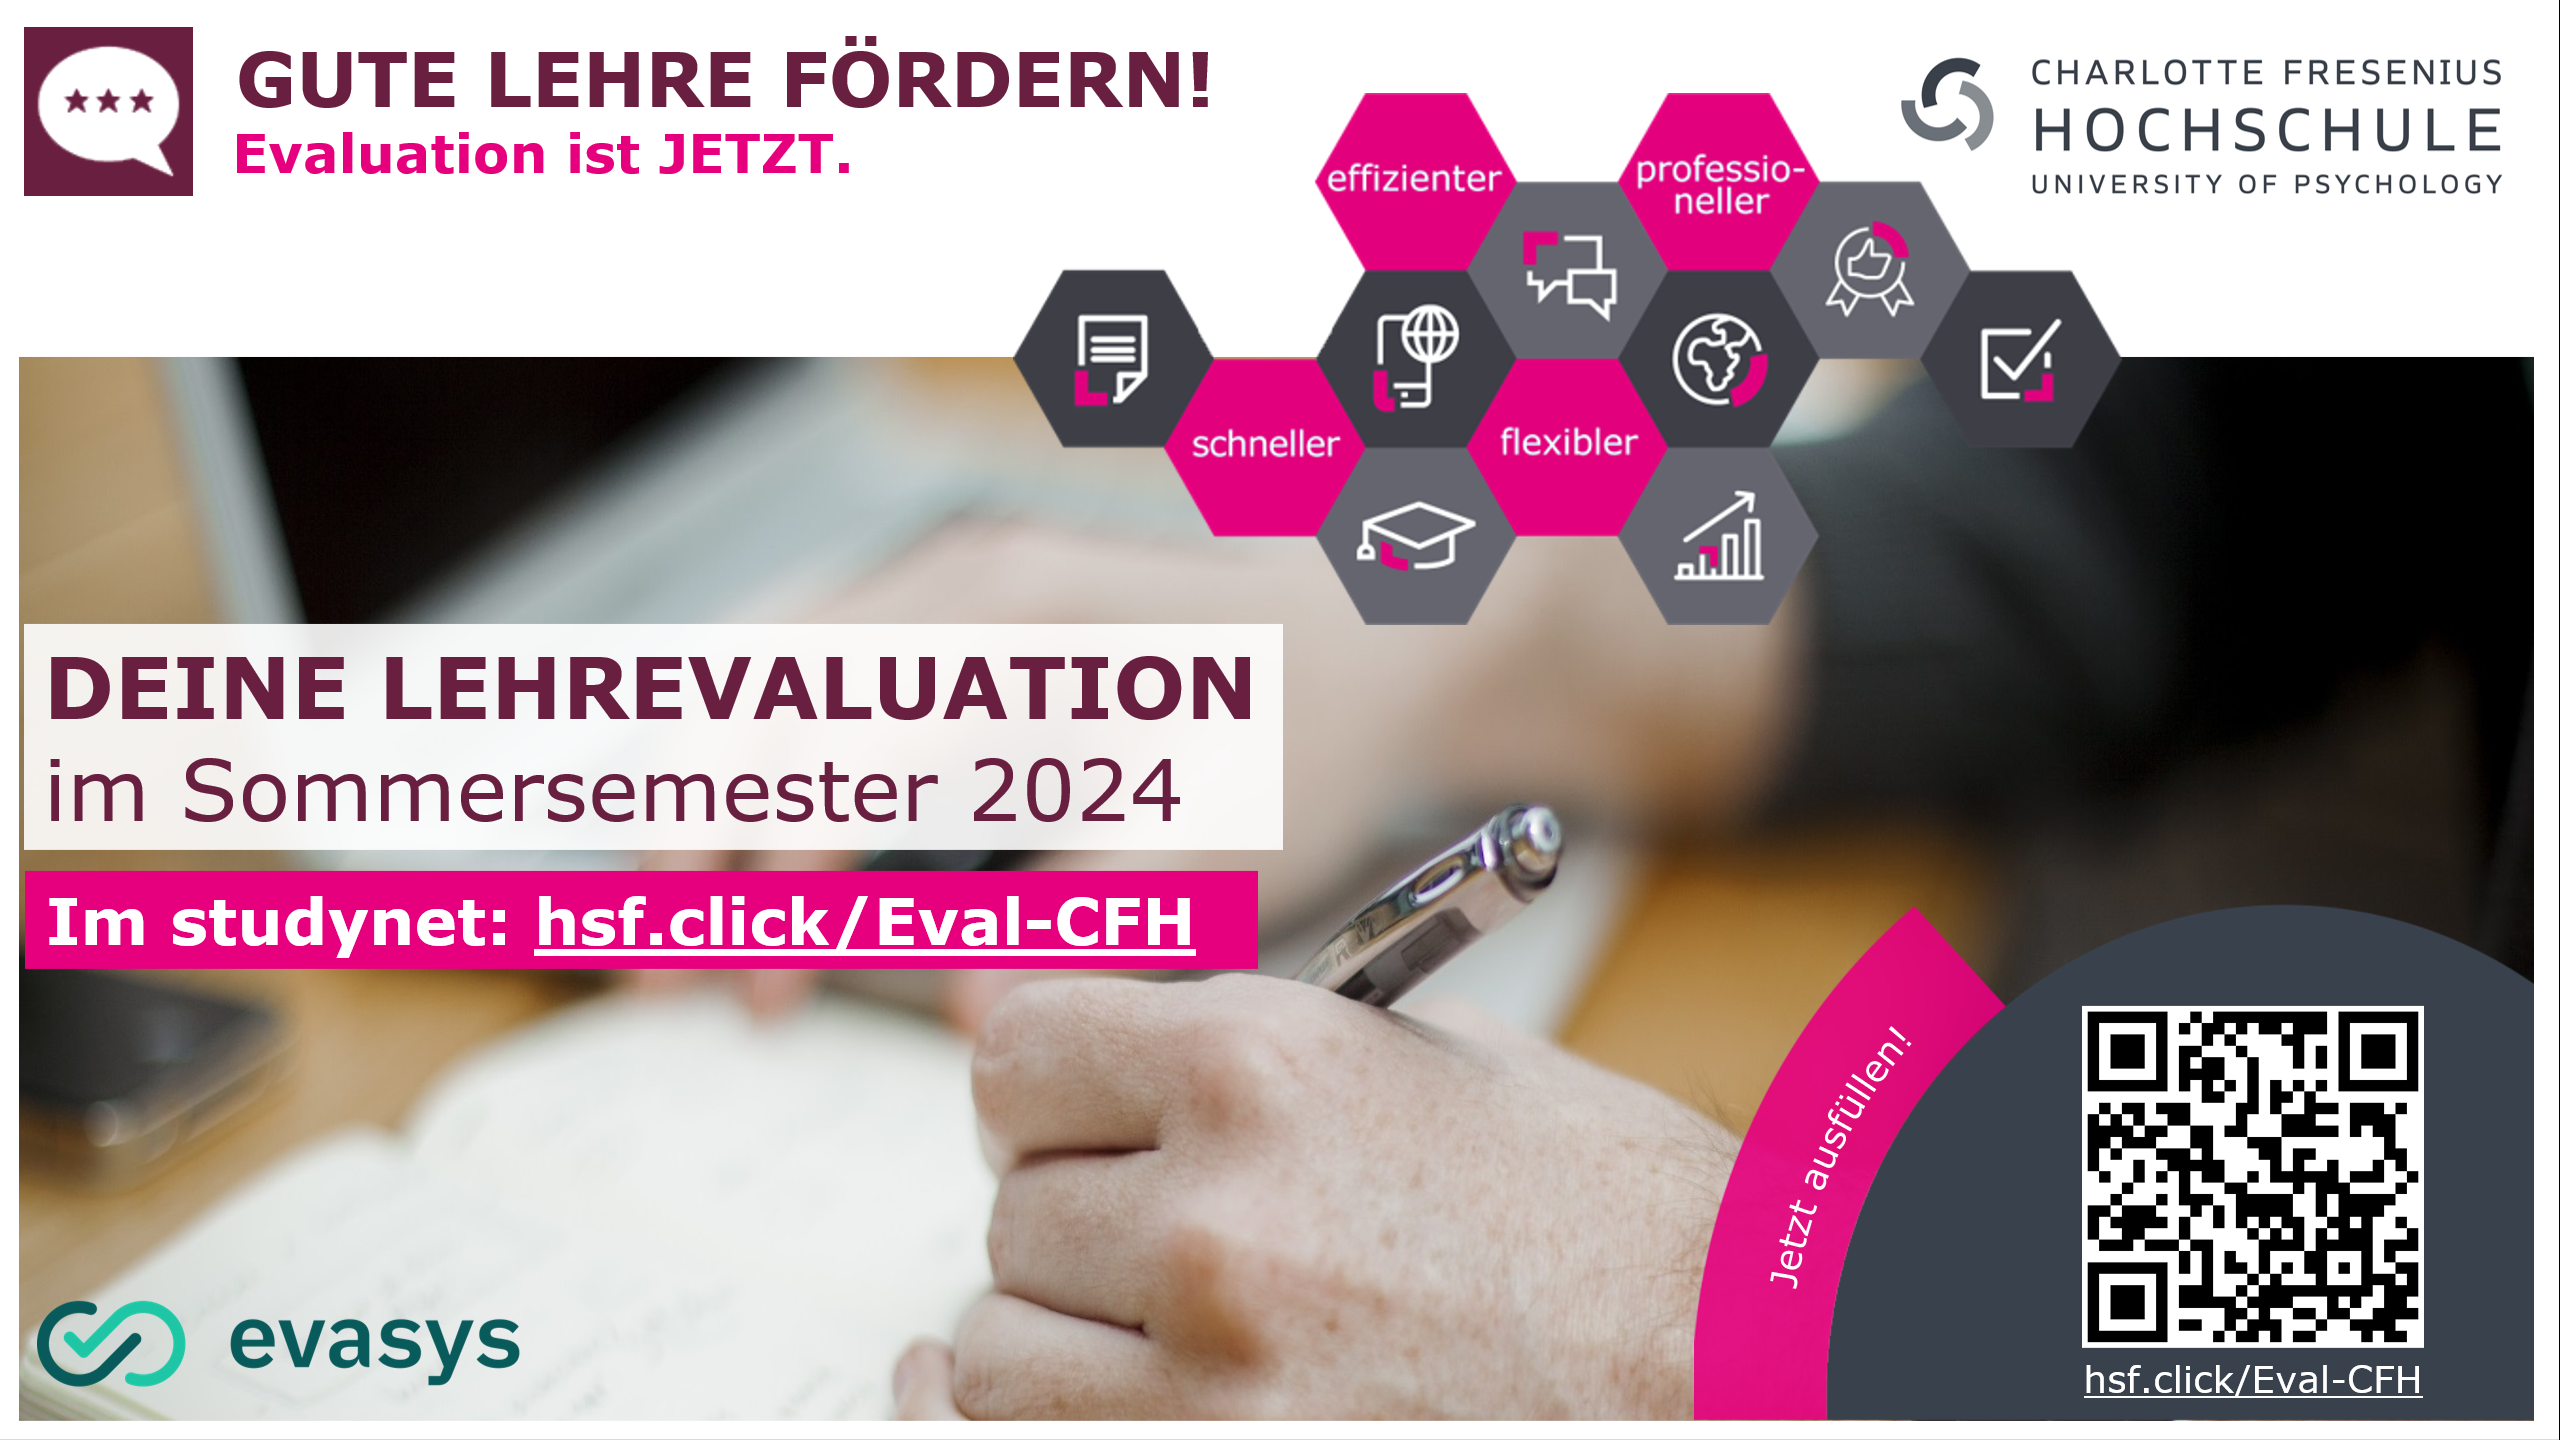 GUTE LEHRE FÖRDERN!
Evaluation ist JETZT.
CHARLOTTE FRESENIUS
HOCHSCHULE
UNIVERSITY OF PSYCHOLOGY
effizienter
professio-
neller
schneller
flexibler
DEINE LEHREVALUATION
im Sommersemester 2024
Im studynet: hsf.click/Eval-CFH
Jetzt ausfüllen!
evasys
hsf.click/Eval-CFH